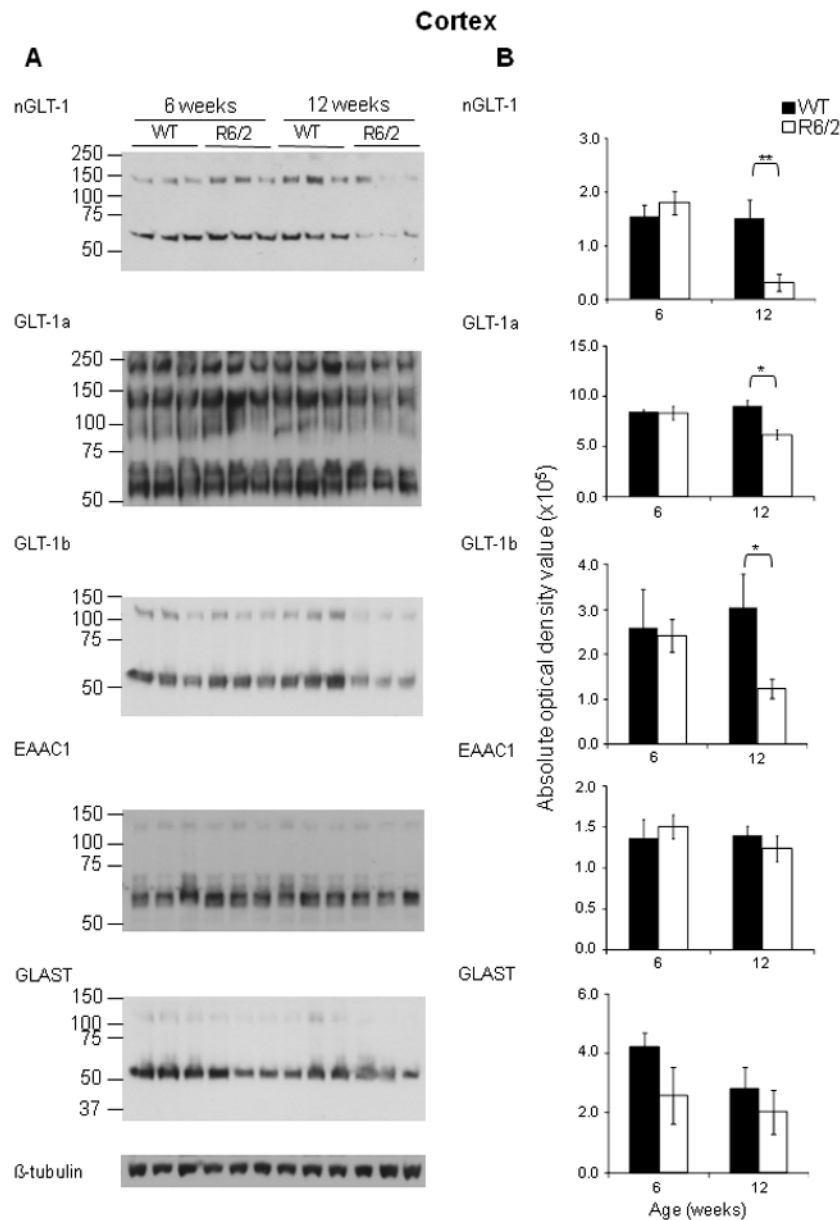 Cortex
A
B
nGLT-1
6 weeks 12 weeks
WT R6/2 WT R6/2
250
150
100
75
50
GLT-1a
250
150
100
75
50
GLT-1b
150
100
75
50
EAAC1
150
100
75
50
GLAST
150
100
75
50
37
ß-tubulin
nGLT-1
WT
R6/2
3.0
2.0
1.0
0.0
**
6 12
GLT-1a
15.0
10.0
5.0
0.0
*
6 12
GLT-1b
4.0
3.0
2.0
1.0
0.0
*
6 12
EAAC1
2.0
1.5
1.0
0.5
0.0
6 12
GLAST
6.0
4.0
2.0
0.0
6 12
Absolute optical density value (x10⁵)
Age (weeks)